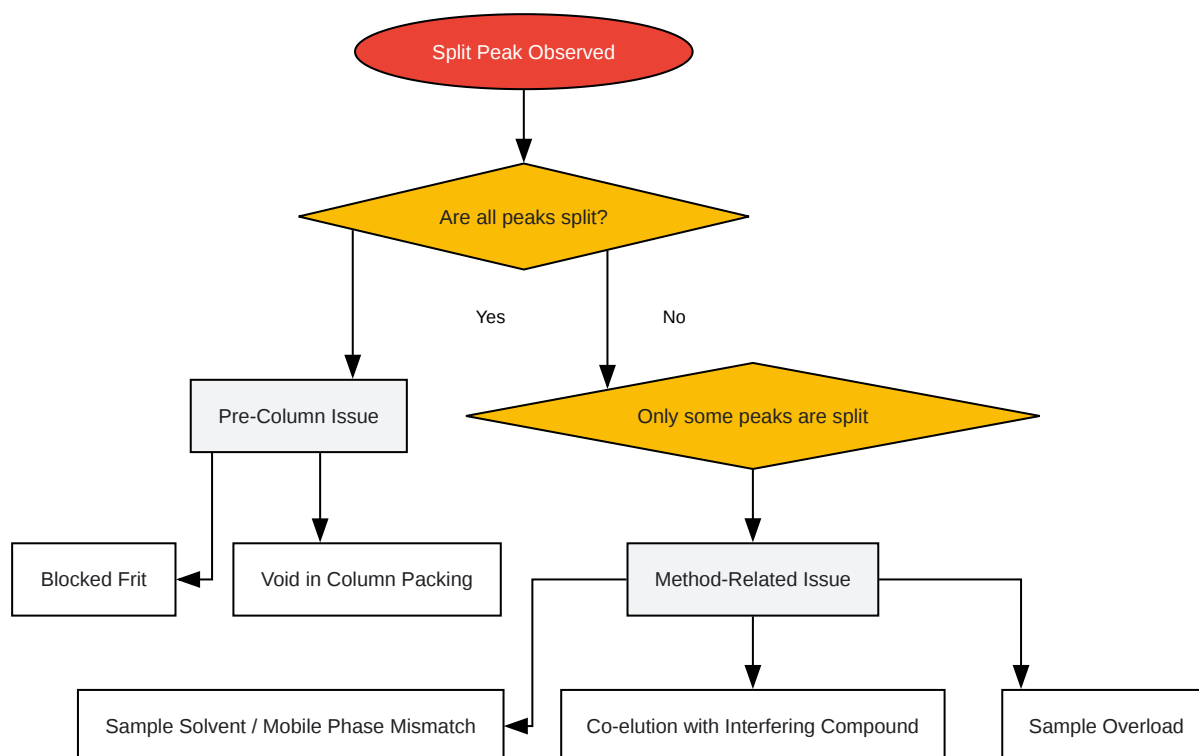 Split Peak Observed
Are all peaks split?
Yes
No
Pre-Column Issue
Only some peaks are split
Blocked Frit
Void in Column Packing
Method-Related Issue
Sample Solvent / Mobile Phase Mismatch
Co-elution with Interfering Compound
Sample Overload